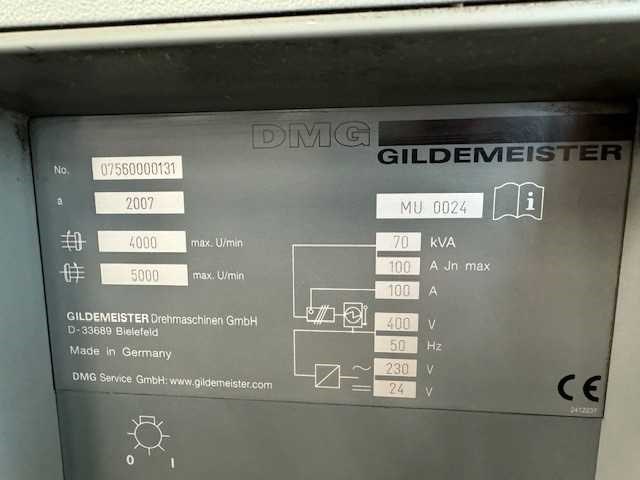 DMG
GILDEMEISTER
No. 07560000131
a 2007
MU 0024 i
4000 max. U/min
5000 max. U/min
70 kVA
100 A Jn max
100 A
400 V
50 Hz
~ 230 V
24 V
GILDEMEISTER Drehmaschinen GmbH
D-33689 Bielefeld
Made in Germany
DMG Service GmbH: www.gildemeister.com
CE
2412237
0 I